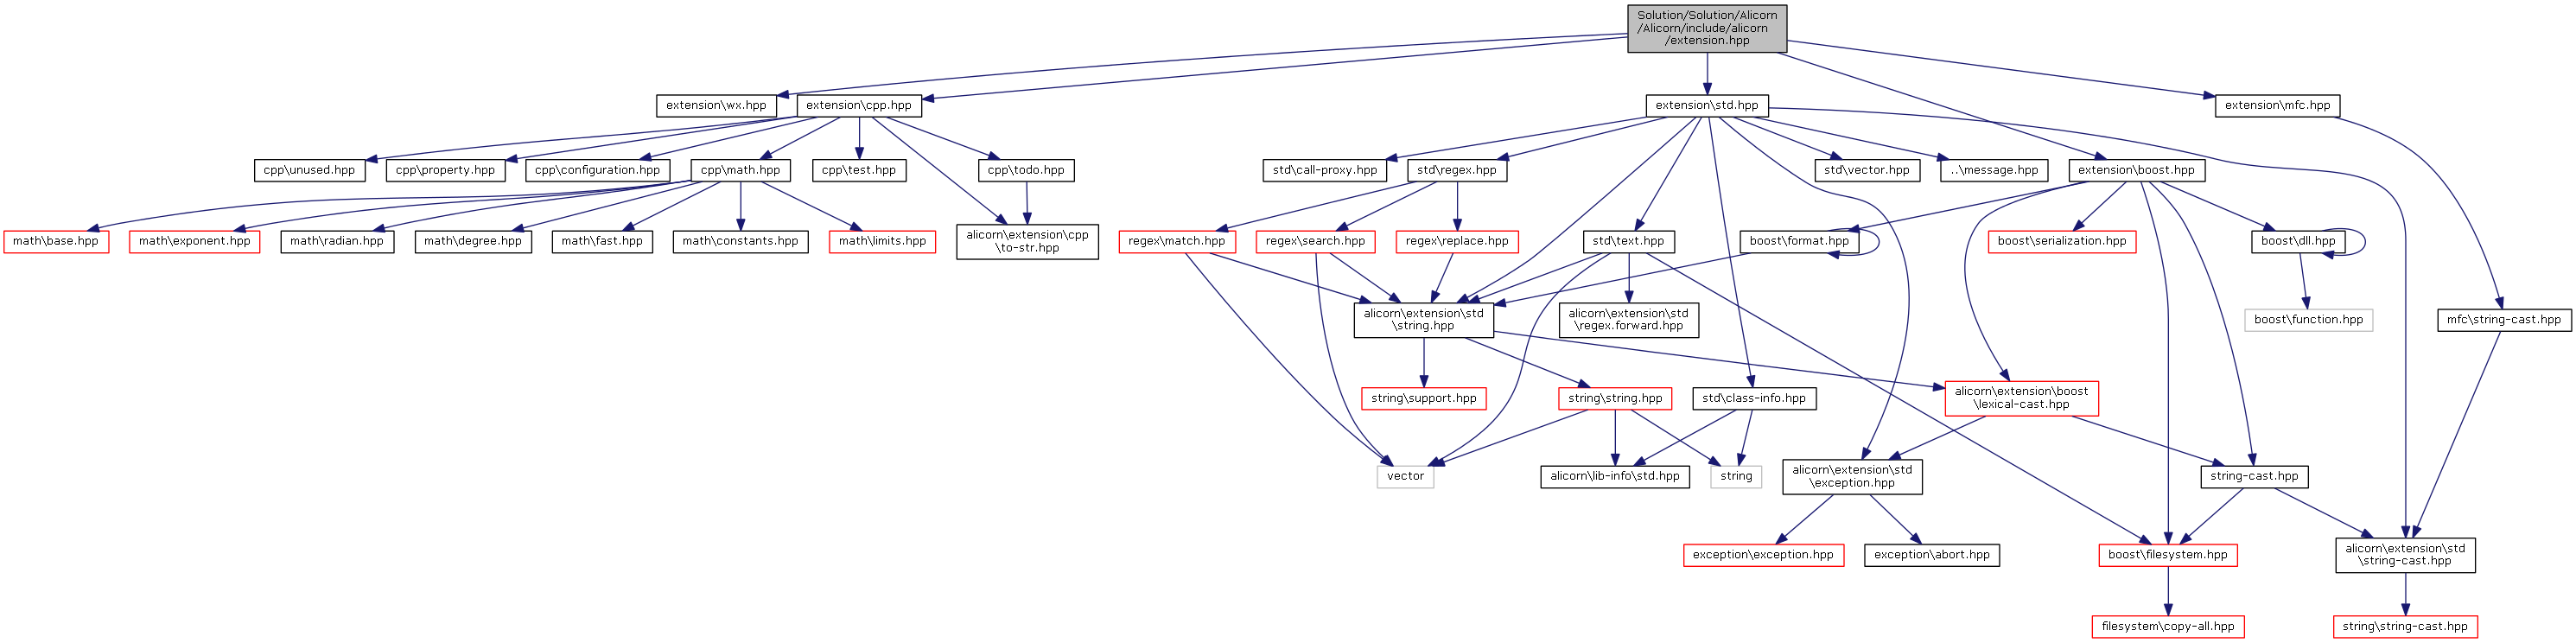 Solution/Solution/Alicorn
/Alicorn/include/alicorn
/extension.hpp
extension\wx.hpp
extension\cpp.hpp
extension\std.hpp
extension\mfc.hpp
cpp\unused.hpp
cpp\property.hpp
cpp\configuration.hpp
cpp\math.hpp
cpp\test.hpp
cpp\todo.hpp
std\call-proxy.hpp
std\regex.hpp
std\vector.hpp
..\message.hpp
extension\boost.hpp
math\base.hpp
math\exponent.hpp
math\radian.hpp
math\degree.hpp
math\fast.hpp
math\constants.hpp
math\limits.hpp
alicorn\extension\cpp
\to-str.hpp
regex\match.hpp
regex\search.hpp
regex\replace.hpp
std\text.hpp
boost\format.hpp
boost\serialization.hpp
boost\dll.hpp
alicorn\extension\std
\string.hpp
alicorn\extension\std
\regex.forward.hpp
boost\function.hpp
mfc\string-cast.hpp
string\support.hpp
string\string.hpp
std\class-info.hpp
alicorn\extension\boost
\lexical-cast.hpp
vector
alicorn\lib-info\std.hpp
string
alicorn\extension\std
\exception.hpp
string-cast.hpp
exception\exception.hpp
exception\abort.hpp
boost\filesystem.hpp
alicorn\extension\std
\string-cast.hpp
filesystem\copy-all.hpp
string\string-cast.hpp